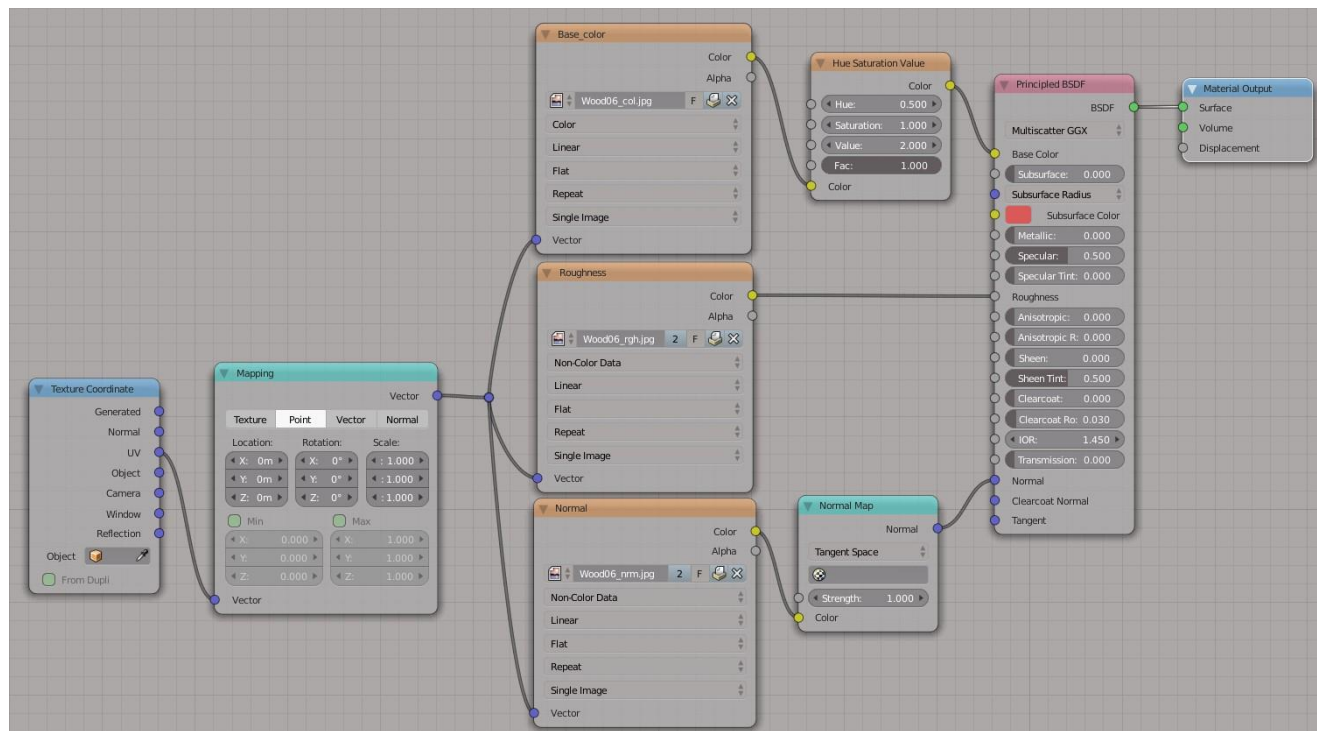 Texture Coordinate
Generated
Normal
UV
Object
Camera
Window
Reflection
Object
From Dupli
Mapping
Vector
Texture Point Vector Normal
Location: Rotation: Scale:
X: 0m X: 0° : 1.000
Y: 0m Y: 0° : 1.000
Z: 0m Z: 0° : 1.000
Min Max
X: 0.000 X: 1.000
Y: 0.000 Y: 1.000
Z: 0.000 Z: 1.000
Vector
Base_color
Color
Alpha
Wood06_col.jpg F
Color
Linear
Flat
Repeat
Single Image
Vector
Roughness
Color
Alpha
Wood06_rgh.jpg 2 F
Non-Color Data
Linear
Flat
Repeat
Single Image
Vector
Normal
Color
Alpha
Wood06_nrm.jpg 2 F
Non-Color Data
Linear
Flat
Repeat
Single Image
Vector
Hue Saturation Value
Color
Hue: 0.500
Saturation: 1.000
Value: 2.000
Fac: 1.000
Color
Normal Map
Normal
Tangent Space
Strength: 1.000
Color
Principled BSDF
BSDF
Multiscatter GGX
Base Color
Subsurface: 0.000
Subsurface Radius
Subsurface Color
Metallic: 0.000
Specular: 0.500
Specular Tint: 0.000
Roughness
Anisotropic: 0.000
Anisotropic R: 0.000
Sheen: 0.000
Sheen Tint: 0.500
Clearcoat: 0.000
Clearcoat Ro: 0.030
IOR: 1.450
Transmission: 0.000
Normal
Clearcoat Normal
Tangent
Material Output
Surface
Volume
Displacement